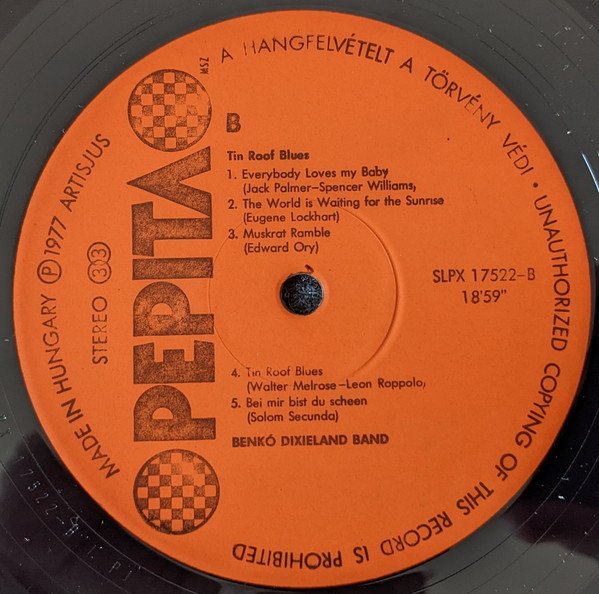 A HANGFELVÉTELT A TÖRVÉNY VÉDI • UNAUTHORIZED COPYING OF THIS RECORD IS PROHIBITED
MADE IN HUNGARY Ⓟ 1977 ARTISJUS
STEREO 33
PEPITA
MSZ
B
Tin Roof Blues
1. Everybody Loves my Baby
(Jack Palmer–Spencer Williams,
2. The World is Waiting for the Sunrise
(Eugene Lockhart)
3. Muskrat Ramble
(Edward Ory)
SLPX 17522–B
18'59"
4. Tin Roof Blues
(Walter Melrose–Leon Roppolo,
5. Bei mir bist du scheen
(Solom Secunda)
BENKÓ DIXIELAND BAND